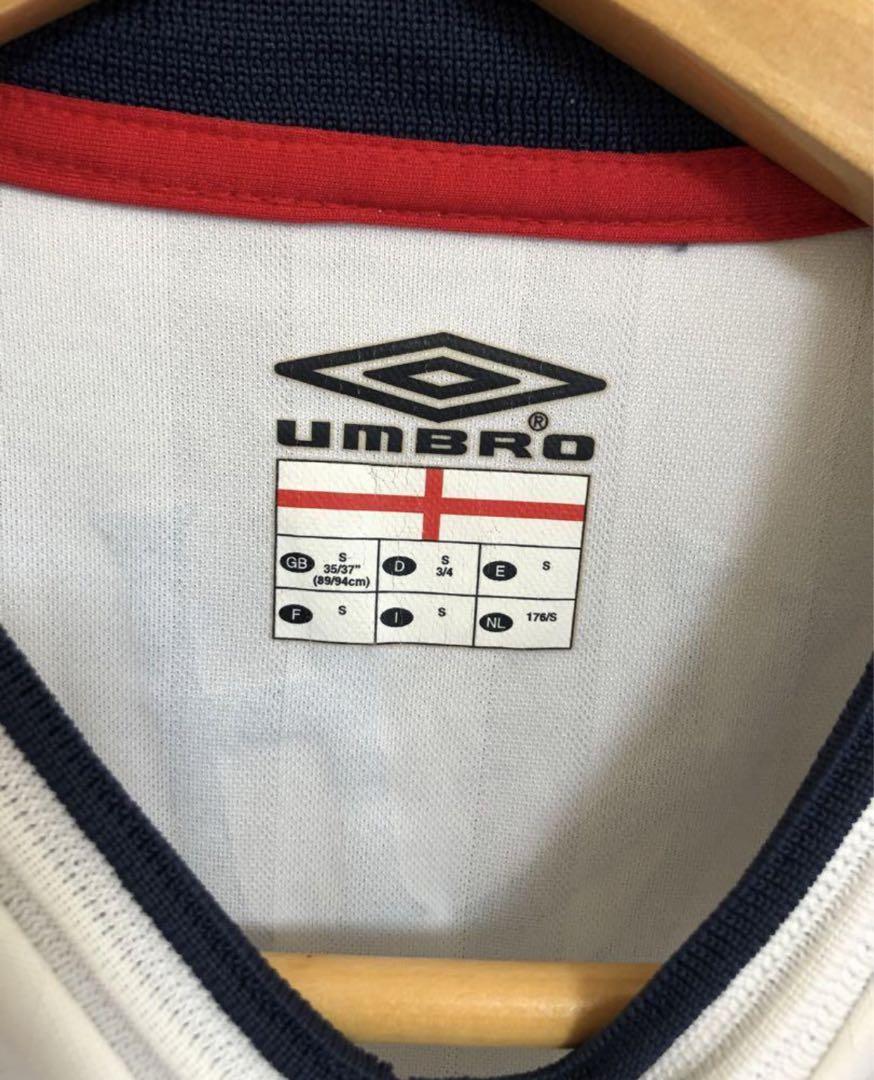 UMBRO®
GB S 35/37" (89/94cm)
D S 3/4
E S
F S
I S
NL 176/S